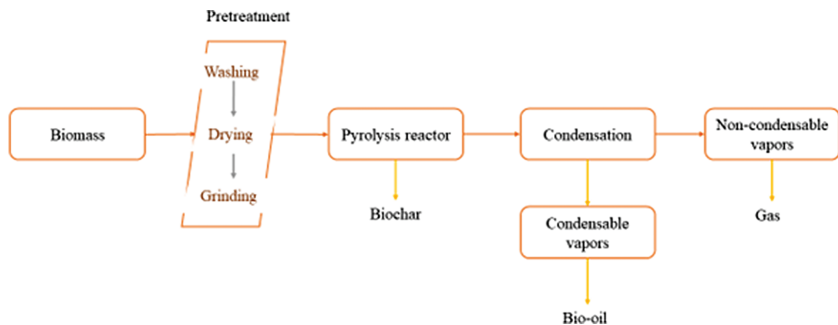 Pretreatment
Washing
Biomass
Drying
Grinding
Pyrolysis reactor
Biochar
Condensation
Condensable
vapors
Bio-oil
Non-condensable
vapors
Gas